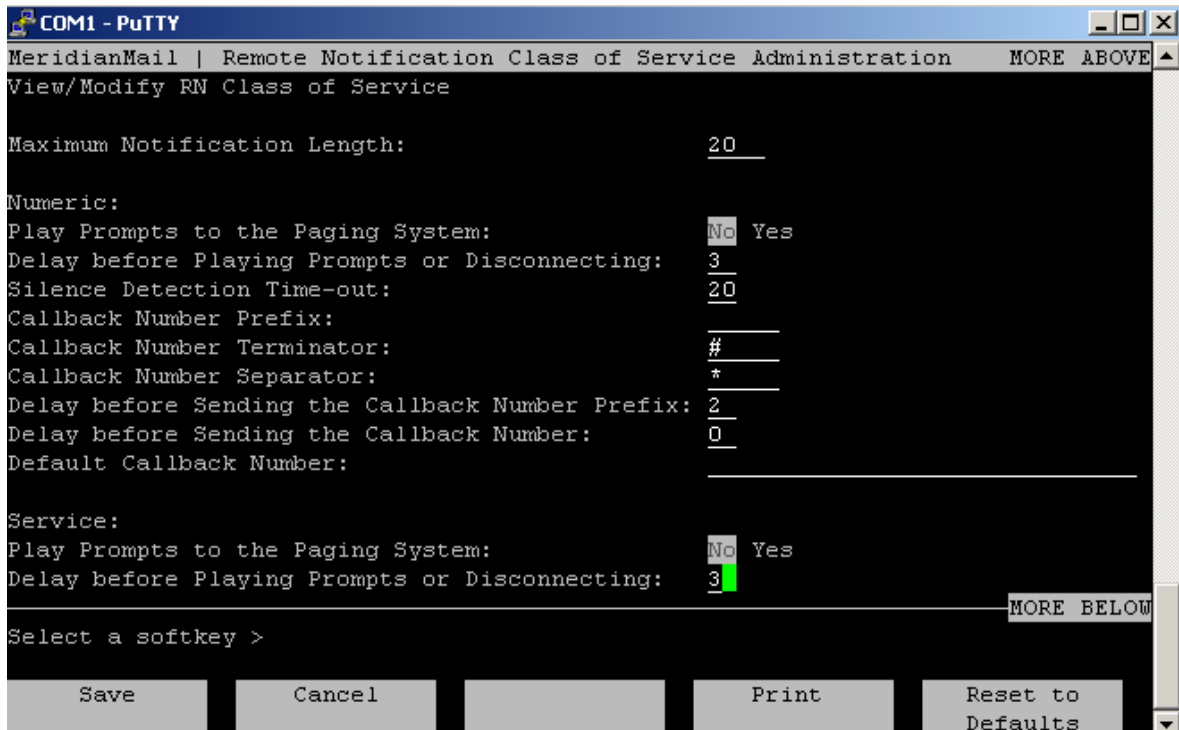 COM1 - PuTTY
MeridianMail | Remote Notification Class of Service Administration MORE ABOVE
View/Modify RN Class of Service
Maximum Notification Length: 20
Numeric:
Play Prompts to the Paging System: No Yes
Delay before Playing Prompts or Disconnecting: 3
Silence Detection Time-out: 20
Callback Number Prefix:
Callback Number Terminator: #
Callback Number Separator: *
Delay before Sending the Callback Number Prefix: 2
Delay before Sending the Callback Number: 0
Default Callback Number:
Service:
Play Prompts to the Paging System: No Yes
Delay before Playing Prompts or Disconnecting: 3
MORE BELOW
Select a softkey >
Save Cancel Print Reset to
Defaults